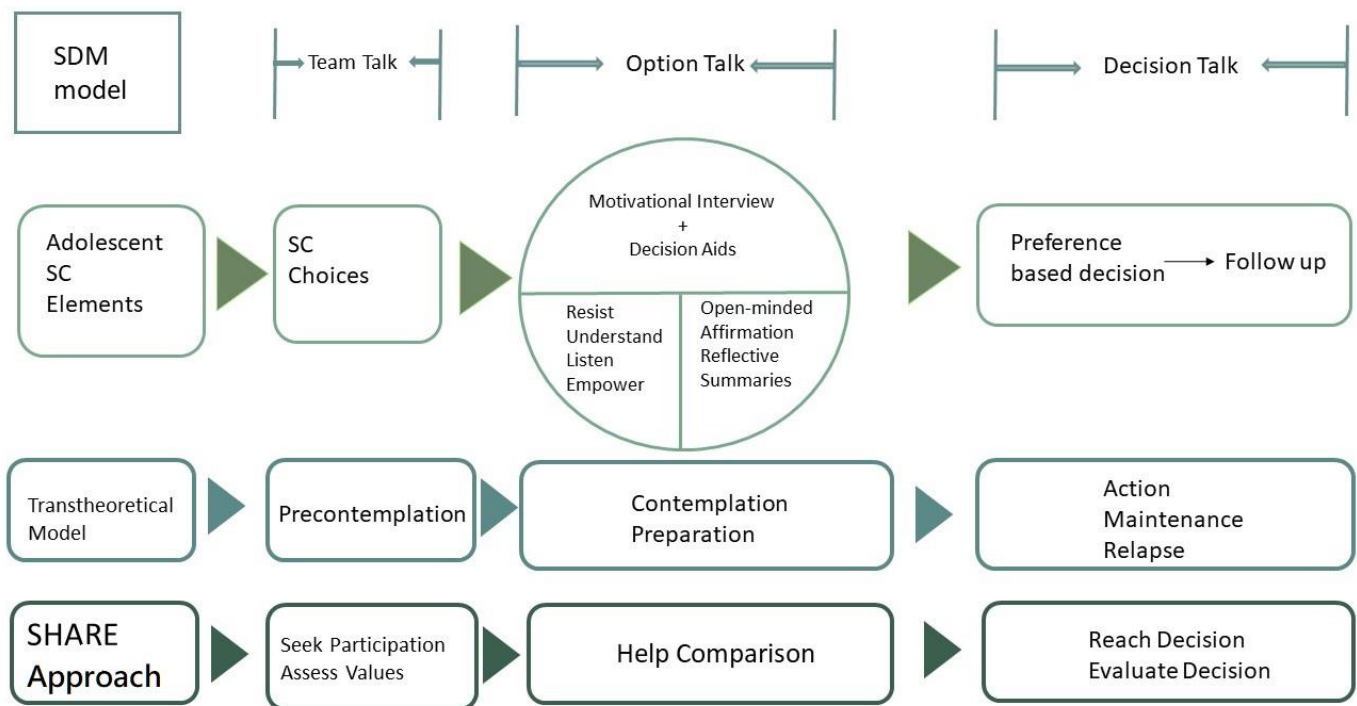 SDM
model
Team Talk
Option Talk
Decision Talk
Adolescent
SC
Elements
SC
Choices
Motivational Interview
+
Decision Aids
Resist
Understand
Listen
Empower
Open-minded
Affirmation
Reflective
Summaries
Preference
based decision
Follow up
Transtheoretical
Model
Precontemplation
Contemplation
Preparation
Action
Maintenance
Relapse
SHARE
Approach
Seek Participation
Assess Values
Help Comparison
Reach Decision
Evaluate Decision